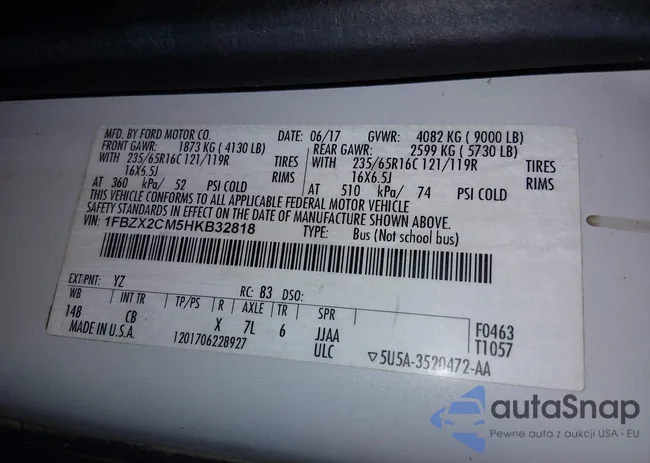 MFD. BY FORD MOTOR CO. DATE: 06/17 GVWR: 4082 KG ( 9000 LB)
FRONT GAWR: 1873 KG ( 4130 LB) REAR GAWR: 2599 KG ( 5730 LB)
WITH 235/65R16C 121/119R TIRES WITH 235/65R16C 121/119R TIRES
16X6.5J RIMS 16X6.5J RIMS
AT 360 kPa/ 52 PSI COLD AT 510 kPa/ 74 PSI COLD
THIS VEHICLE CONFORMS TO ALL APPLICABLE FEDERAL MOTOR VEHICLE
SAFETY STANDARDS IN EFFECT ON THE DATE OF MANUFACTURE SHOWN ABOVE.
VIN: 1FBZX2CM5HKB32818 TYPE: Bus (Not school bus)
EXT PNT: YZ RC: 83 DSO:
WB INT TR TP/PS R AXLE TR SPR F0463
148 CB X 7L 6 JJAA T1057
MADE IN U.S.A. 1201706228927 ULC ▽5U5A-3520472-AA
autaSnap
Pewne auta z aukcji USA i EU